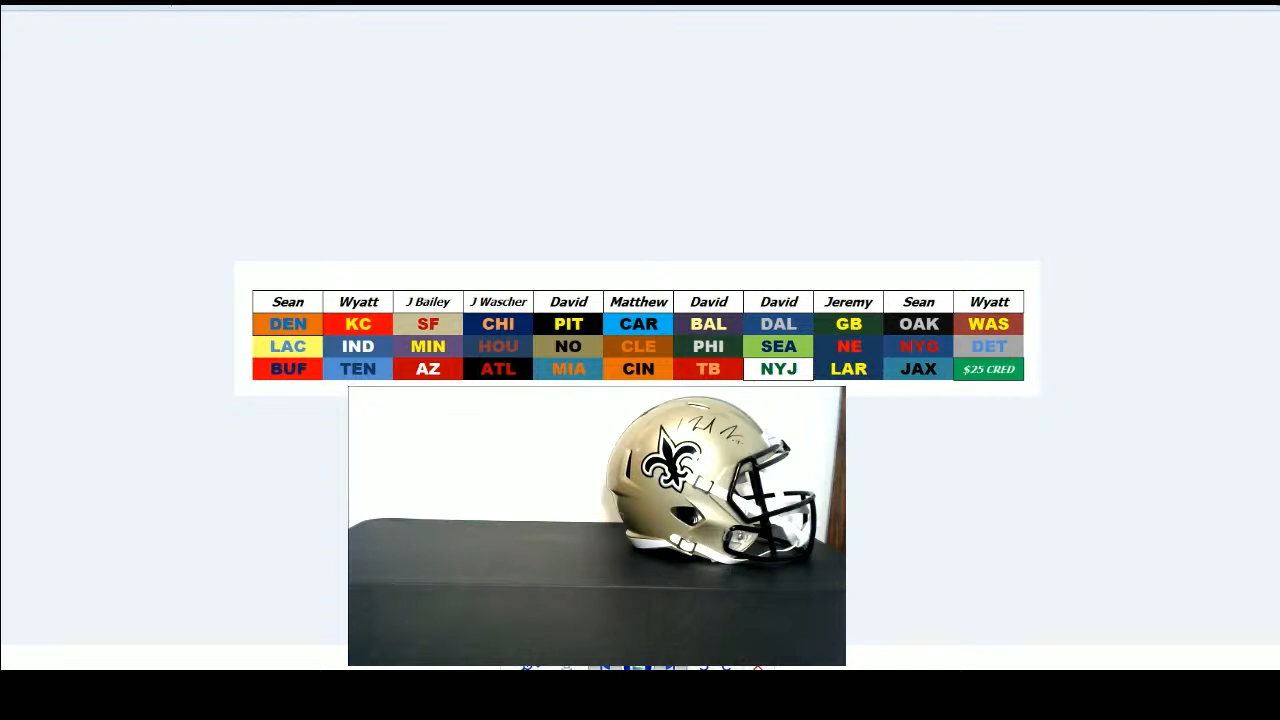 Sean Wyatt J Bailey J Wascher David Matthew David David Jeremy Sean Wyatt
DEN KC SF CHI PIT CAR BAL DAL GB OAK WAS
LAC IND MIN HOU NO CLE PHI SEA NE NYG DET
BUF TEN AZ ATL MIA CIN TB NYJ LAR JAX $25 CRED